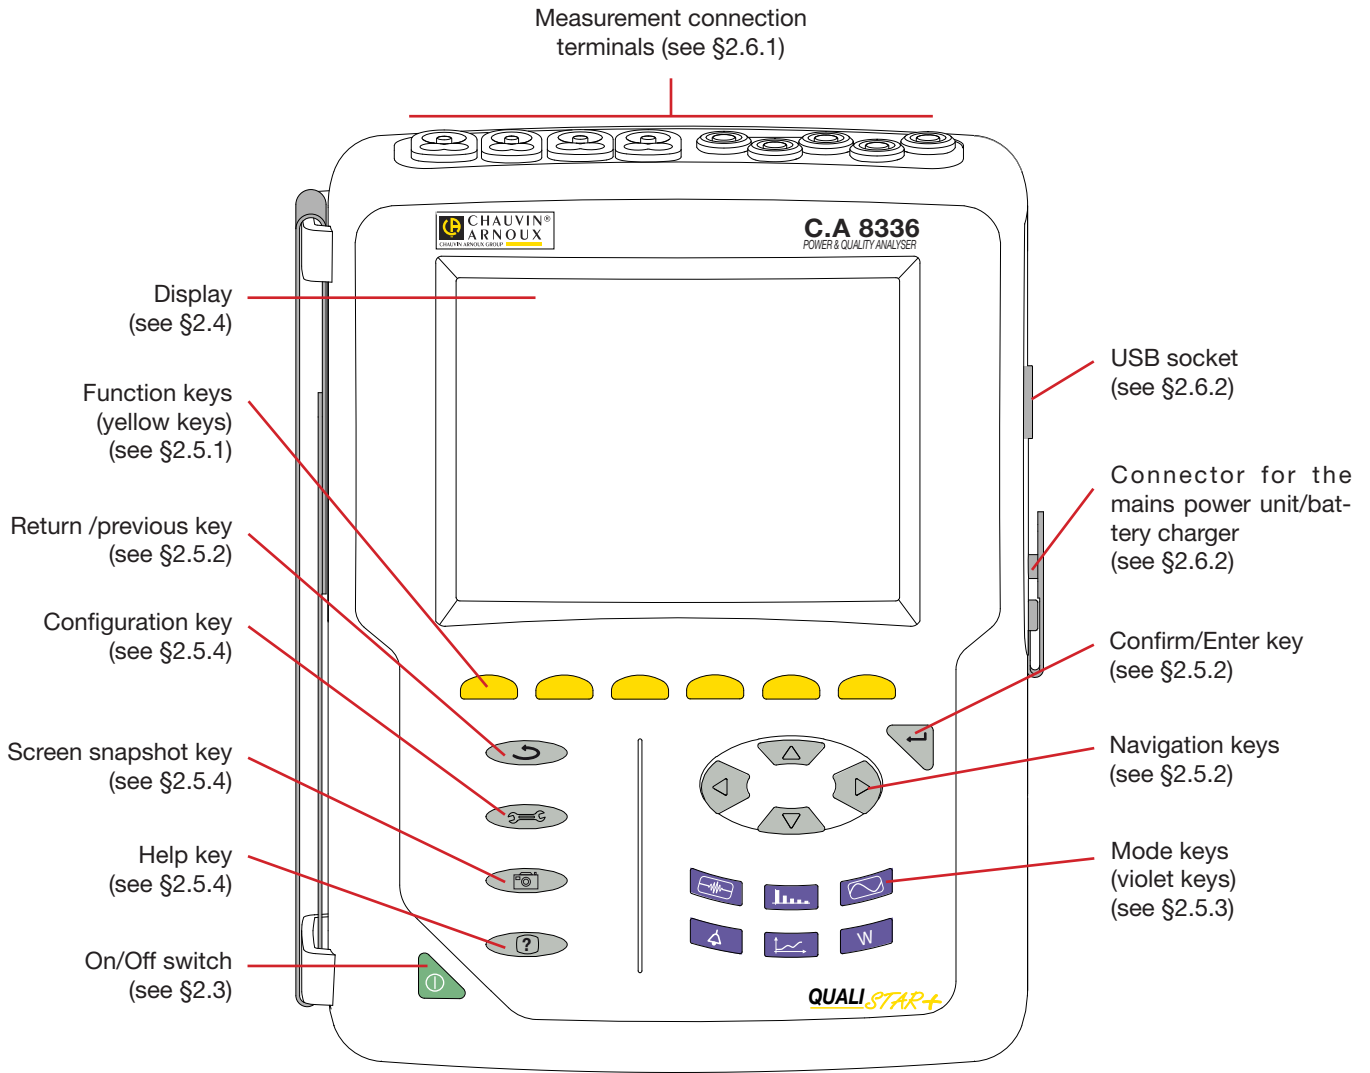 Measurement connection
terminals (see §2.6.1)
CHAUVIN®
ARNOUX
CHAUVIN ARNOUX GROUP
C.A 8336
POWER & QUALITY ANALYSER
Display
(see §2.4)
Function keys
(yellow keys)
(see §2.5.1)
Return /previous key
(see §2.5.2)
Configuration key
(see §2.5.4)
Screen snapshot key
(see §2.5.4)
Help key
(see §2.5.4)
On/Off switch
(see §2.3)
USB socket
(see §2.6.2)
Connector for the
mains power unit/bat-
tery charger
(see §2.6.2)
Confirm/Enter key
(see §2.5.2)
Navigation keys
(see §2.5.2)
Mode keys
(violet keys)
(see §2.5.3)
?
W
QUALISTAR+